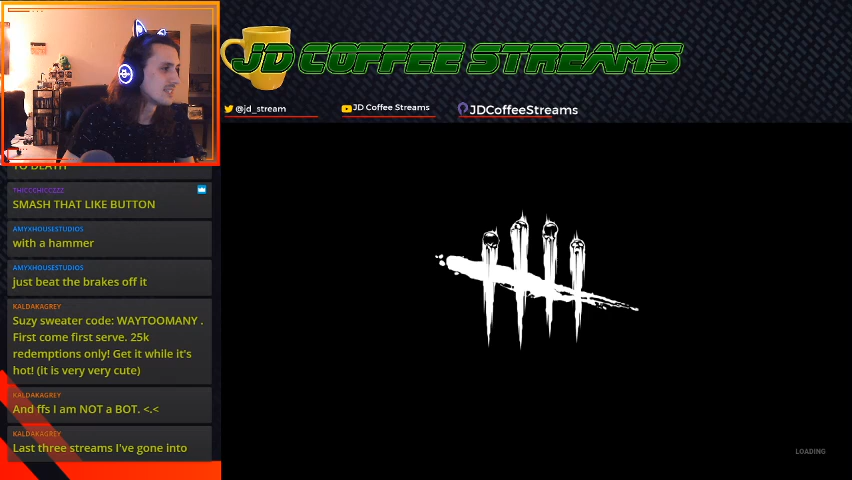 JD COFFEE STREAMS
@jd_stream
JD Coffee Streams
JDCoffeeStreams
TO DEATH
THICCCHICCZZZ
SMASH THAT LIKE BUTTON
AMYXHOUSESTUDIOS
with a hammer
AMYXHOUSESTUDIOS
just beat the brakes off it
KALDAKAGREY
Suzy sweater code: WAYTOOMANY .
First come first serve. 25k
redemptions only! Get it while it's
hot! (it is very very cute)
KALDAKAGREY
And ffs I am NOT a BOT. <.<
KALDAKAGREY
Last three streams I've gone into
LOADING